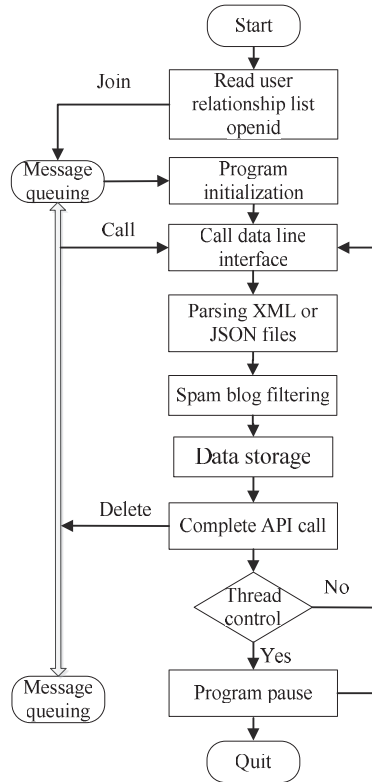 Start
Join
Read user
relationship list
openid
Message
queuing
Program
initialization
Call
Call data line
interface
Parsing XML or
JSON files
Spam blog filtering
Data storage
Delete
Complete API call
Thread
control
No
Yes
Message
queuing
Program pause
Quit